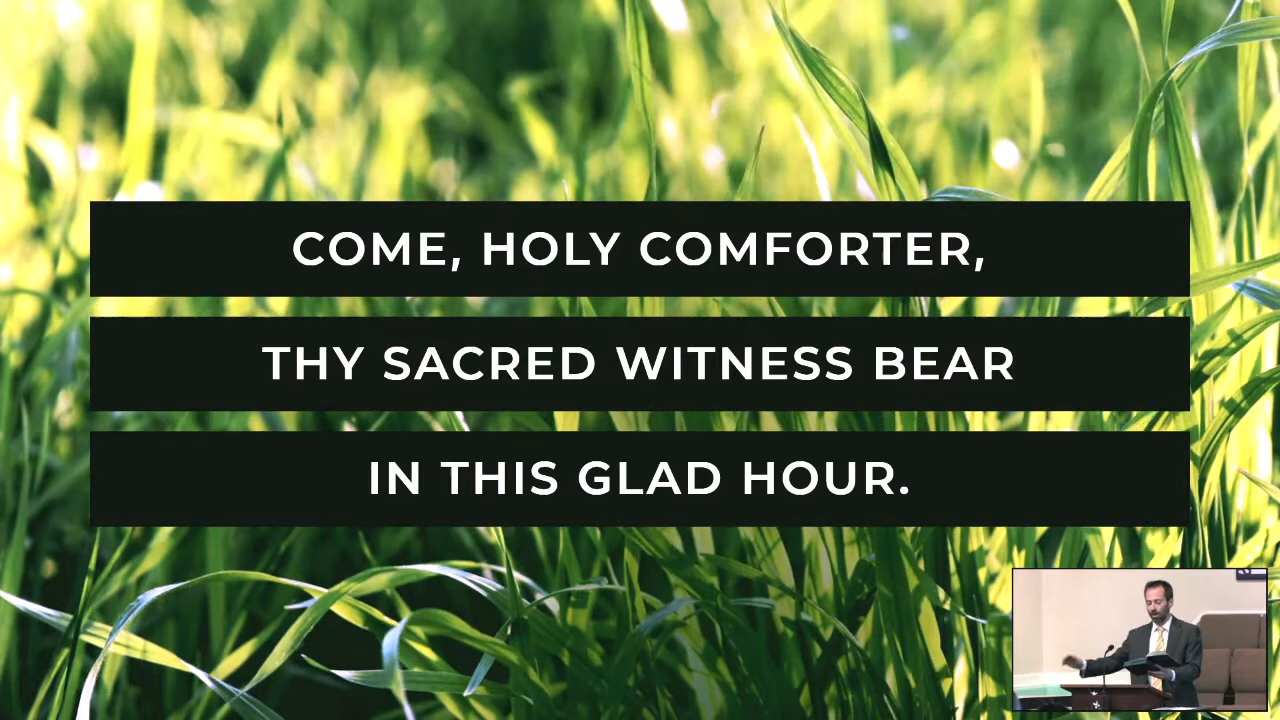 COME, HOLY COMFORTER,
THY SACRED WITNESS BEAR
IN THIS GLAD HOUR.